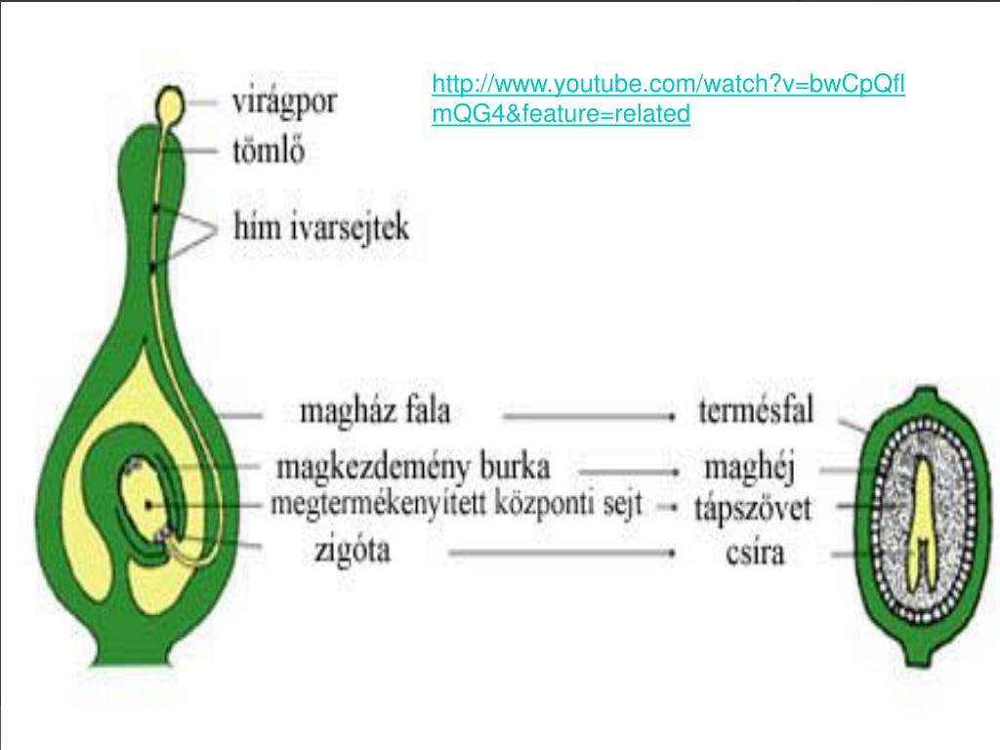 http://www.youtube.com/watch?v=bwCpQfl
mQG4&feature=related
virágpor
tömlő
hím ivarsejtek
magház fala termésfal
magkezdemény burka maghéj
megtermékenyített központi sejt tápszövet
zigóta csíra